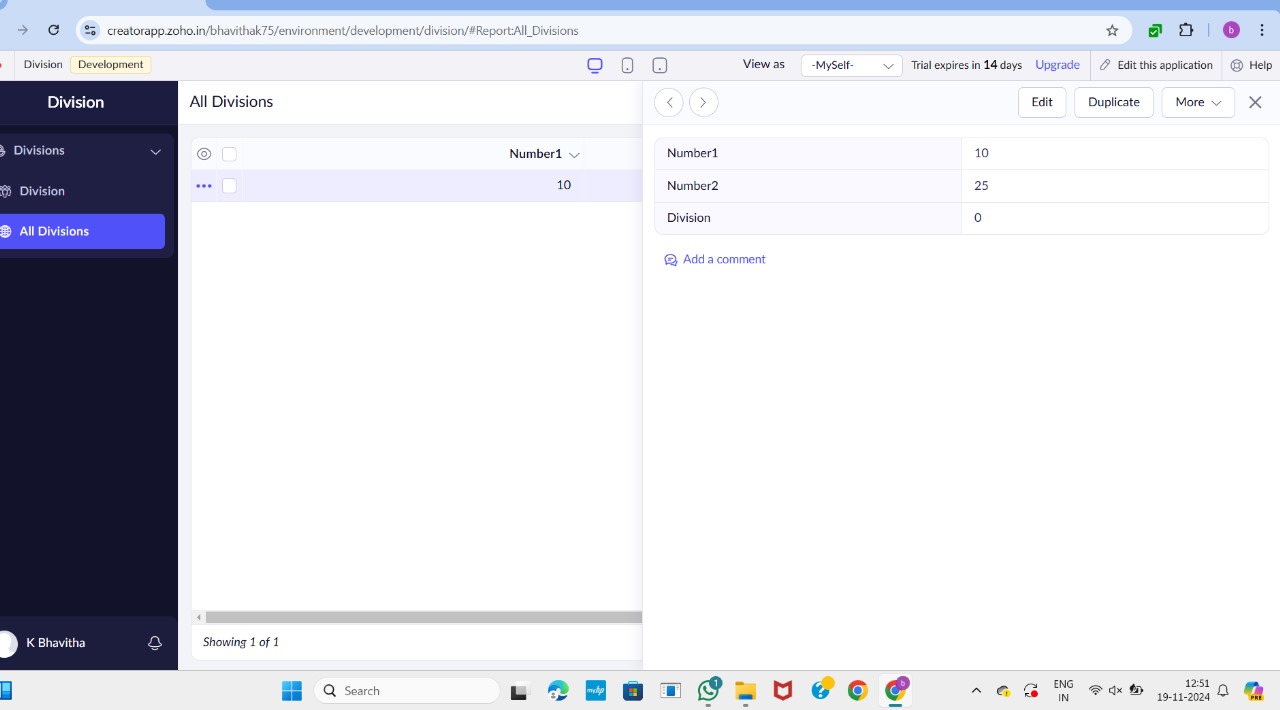 creatorapp.zoho.in/bhavithak75/environment/development/division/#Report:All_Divisions
b
Division
Development
View as
-MySelf-
Trial expires in 14 days
Upgrade
Edit this application
Help
Division
All Divisions
Edit
Duplicate
More
Divisions
Division
All Divisions
Number1
10
Number1
10
Number2
25
Division
0
Add a comment
Showing 1 of 1
K Bhavitha
Search
1
b
ENG
IN
12:51
19-11-2024
PRE